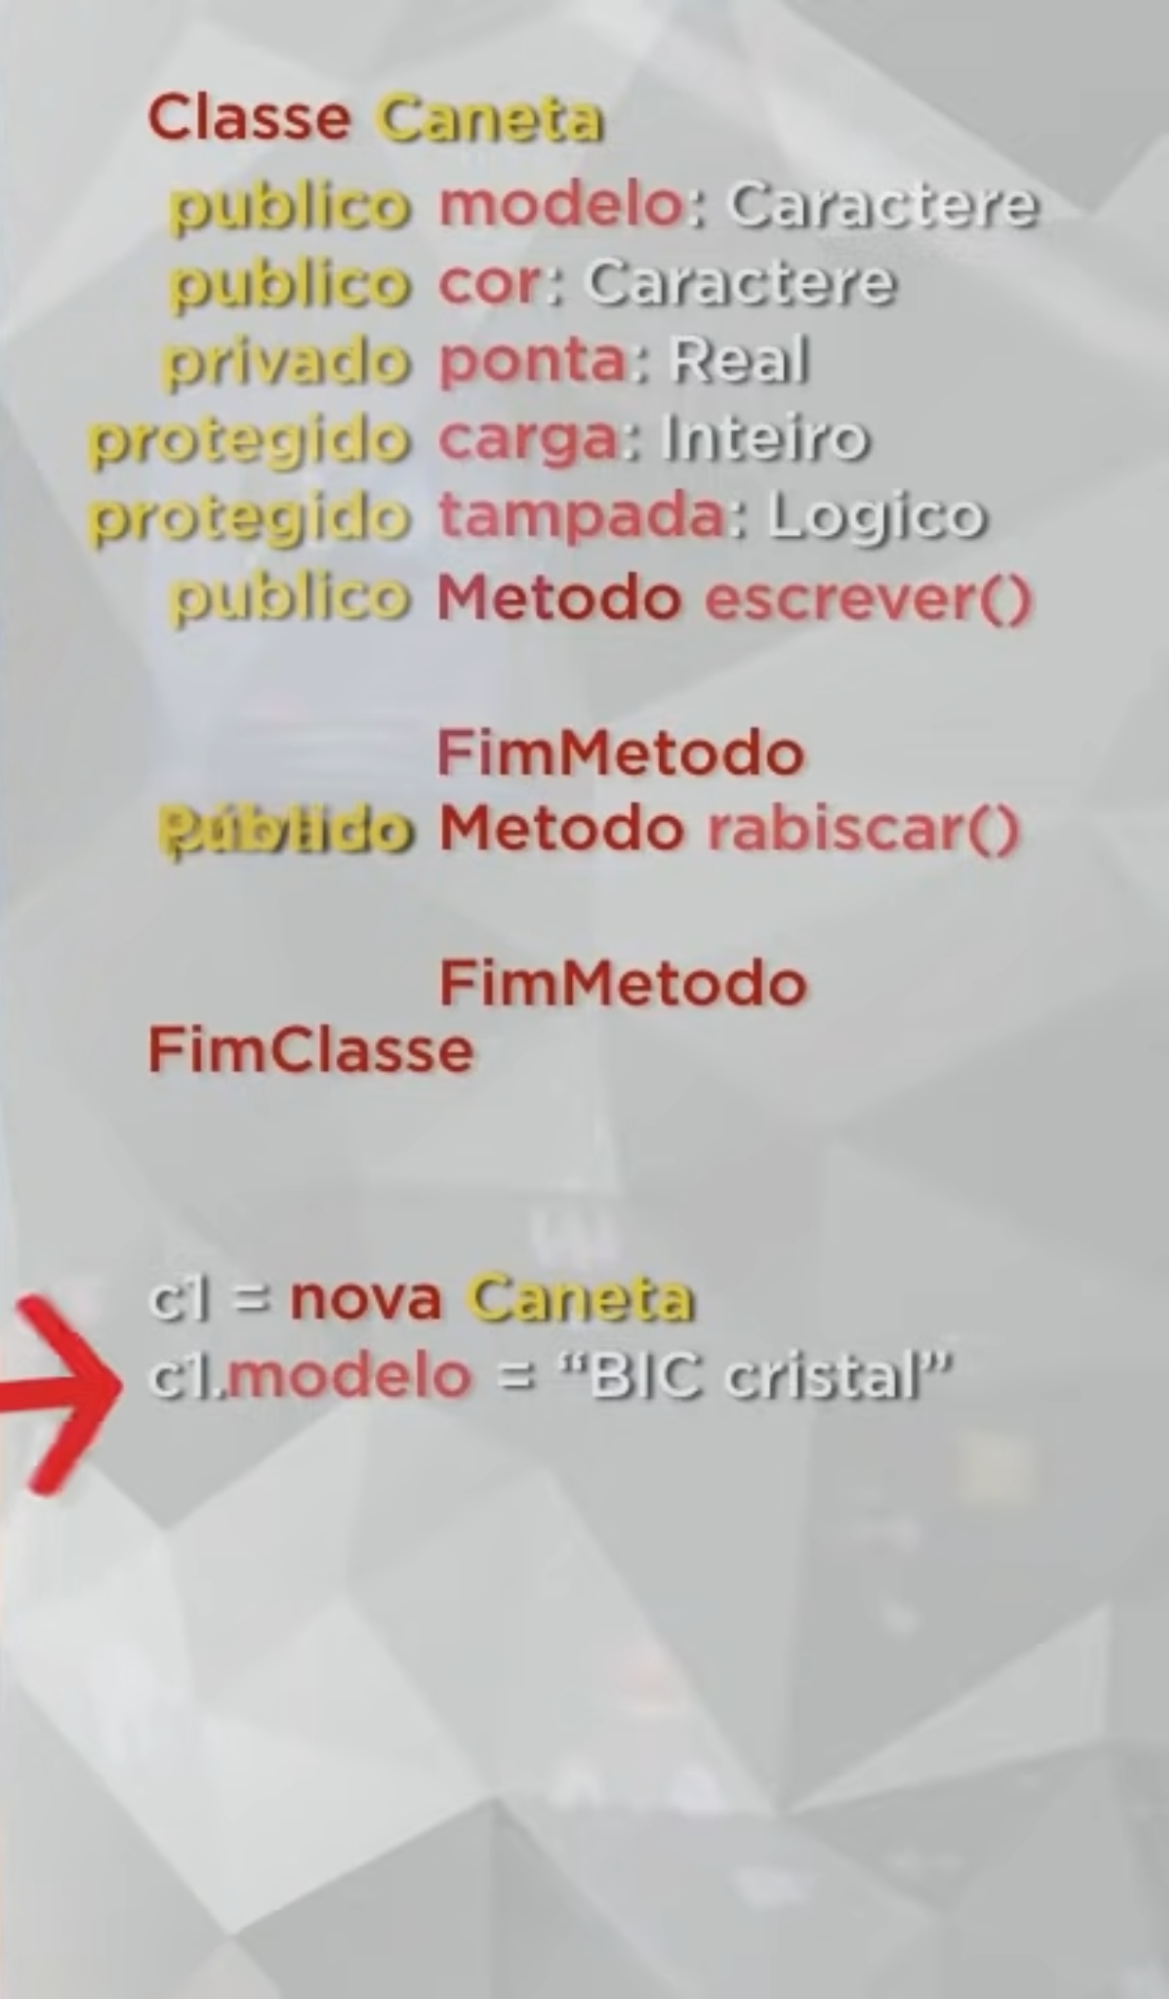 Classe Caneta
publico modelo: Caractere
publico cor: Caractere
privado ponta: Real
protegido carga: Inteiro
protegido tampada: Logico
publico Metodo escrever()
FimMetodo
Metodo rabiscar()
FimMetodo
FimClasse
c1 = nova Caneta
c1.modelo = “BIC cristal”